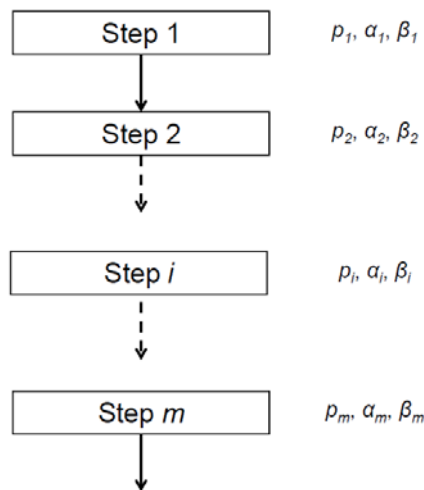 Step 1 p₁, α₁, β₁
Step 2 p₂, α₂, β₂
Step i pᵢ, αᵢ, βᵢ
Step m pₘ, αₘ, βₘ